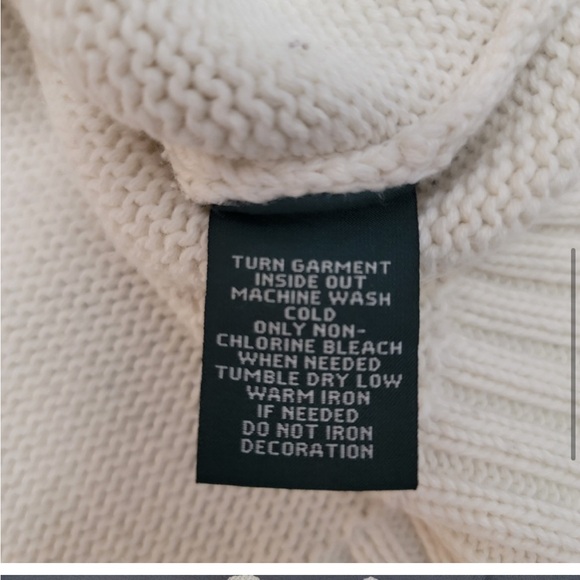 TURN GARMENT
INSIDE OUT
MACHINE WASH
COLD
ONLY NON-
CHLORINE BLEACH
WHEN NEEDED
TUMBLE DRY LOW
WARM IRON
IF NEEDED
DO NOT IRON
DECORATION